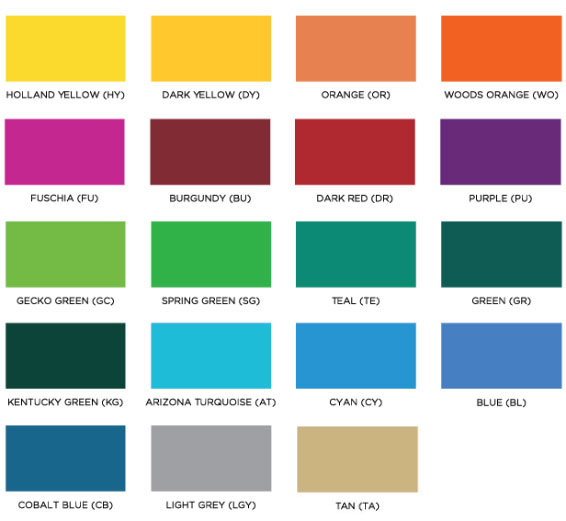 HOLLAND YELLOW (HY)
DARK YELLOW (DY)
ORANGE (OR)
WOODS ORANGE (WO)
FUSCHIA (FU)
BURGUNDY (BU)
DARK RED (DR)
PURPLE (PU)
GECKO GREEN (GC)
SPRING GREEN (SG)
TEAL (TE)
GREEN (GR)
KENTUCKY GREEN (KG)
ARIZONA TURQUOISE (AT)
CYAN (CY)
BLUE (BL)
COBALT BLUE (CB)
LIGHT GREY (LGY)
TAN (TA)